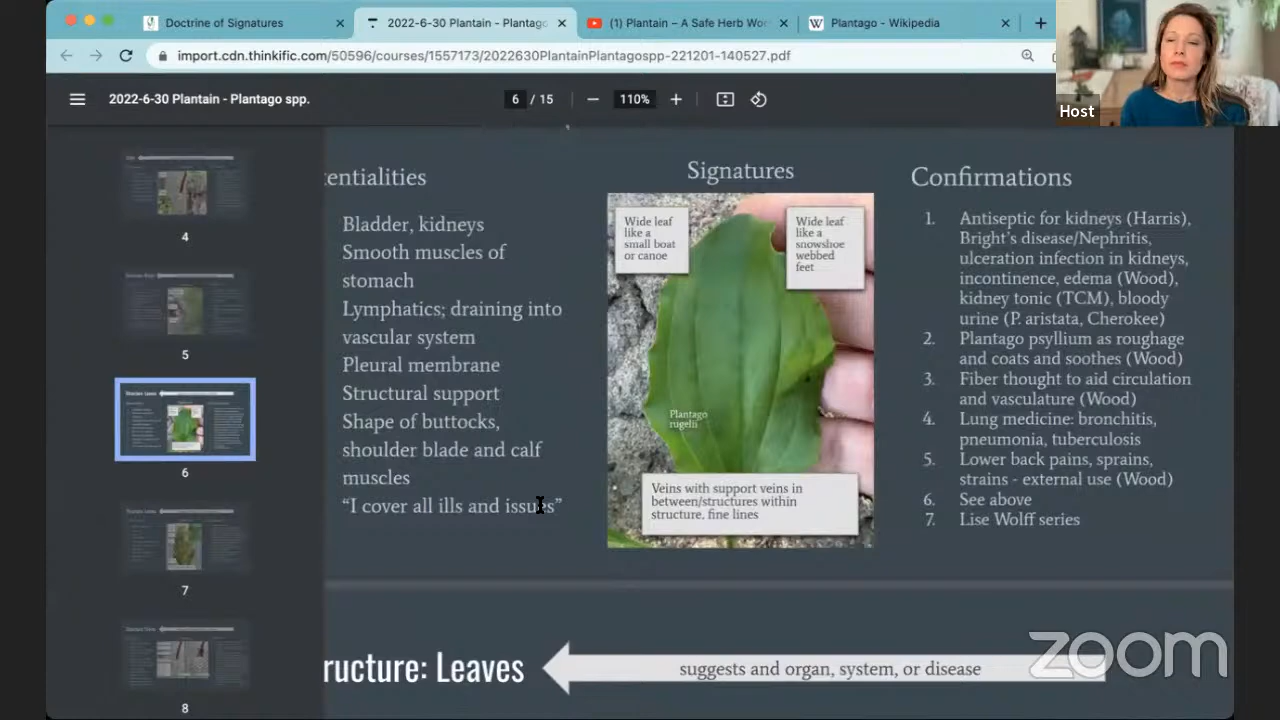 Doctrine of Signatures
2022-6-30 Plantain - Plantago
(1) Plantain – A Safe Herb Wo
Plantago - Wikipedia
import.cdn.thinkific.com/50596/courses/1557173/2022630PlantainPlantagospp-221201-140527.pdf
2022-6-30 Plantain - Plantago spp.
6 / 15
110%
Host
4
5
6
7
8
entialities
Bladder, kidneys
Smooth muscles of
stomach
Lymphatics; draining into
vascular system
Pleural membrane
Structural support
Shape of buttocks,
shoulder blade and calf
muscles
“I cover all ills and issues”
Signatures
Wide leaf
like a
small boat
or canoe
Wide leaf
like a
snowshoe
webbed
feet
Plantago
rugelii
Veins with support veins in
between/structures within
structure, fine lines
Confirmations
1. Antiseptic for kidneys (Harris),
Bright's disease/Nephritis,
ulceration infection in kidneys,
incontinence, edema (Wood),
kidney tonic (TCM), bloody
urine (P. aristata, Cherokee)
2. Plantago psyllium as roughage
and coats and soothes (Wood)
3. Fiber thought to aid circulation
and vasculature (Wood)
4. Lung medicine: bronchitis,
pneumonia, tuberculosis
5. Lower back pains, sprains,
strains - external use (Wood)
6. See above
7. Lise Wolff series
ructure: Leaves
suggests and organ, system, or disease
zoom